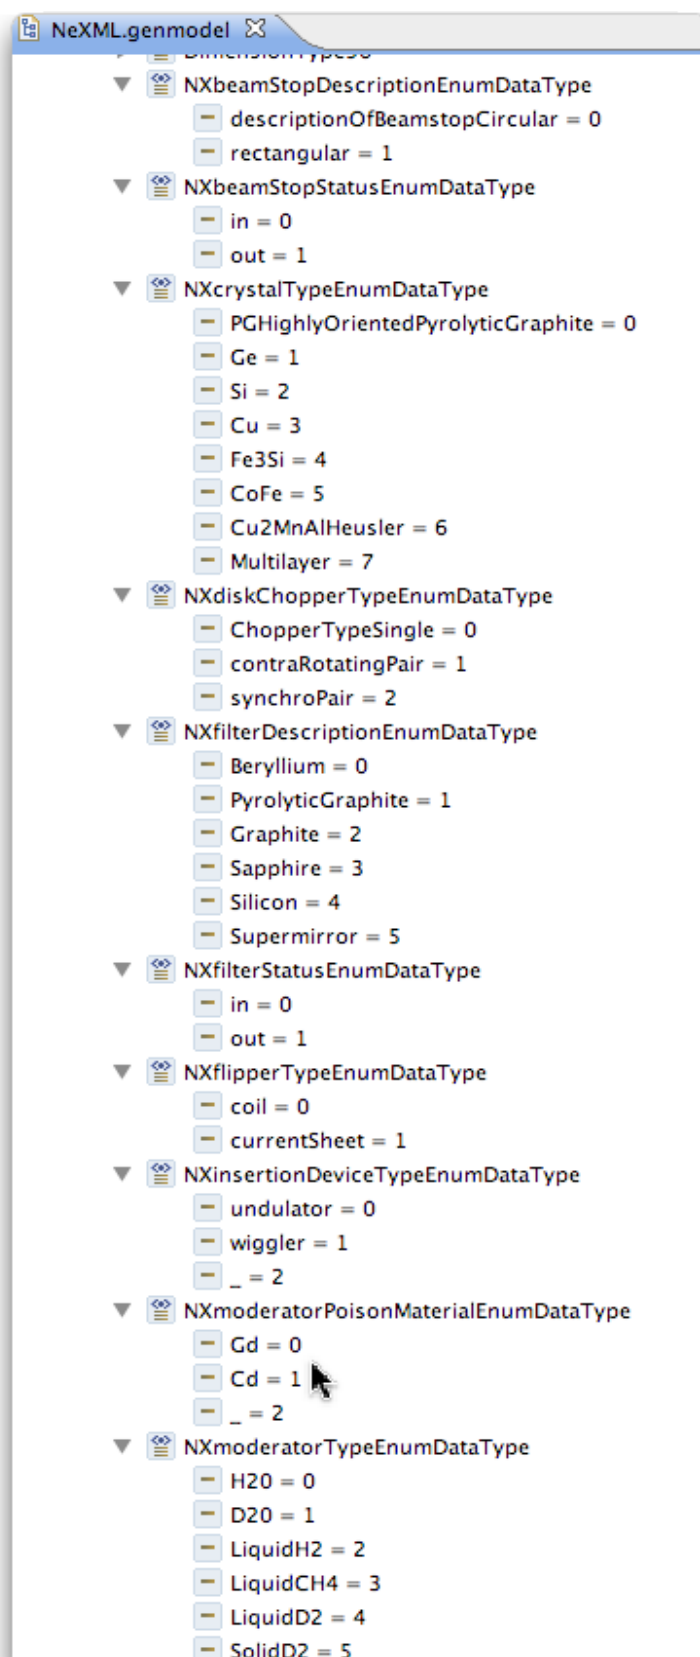 NeXML.genmodel
NXbeamStopDescriptionEnumDataType
descriptionOfBeamstopCircular = 0
rectangular = 1
NXbeamStopStatusEnumDataType
in = 0
out = 1
NXcrystalTypeEnumDataType
PGHighlyOrientedPyrolyticGraphite = 0
Ge = 1
Si = 2
Cu = 3
Fe3Si = 4
CoFe = 5
Cu2MnAlHeusler = 6
Multilayer = 7
NXdiskChopperTypeEnumDataType
ChopperTypeSingle = 0
contraRotatingPair = 1
synchroPair = 2
NXfilterDescriptionEnumDataType
Beryllium = 0
PyrolyticGraphite = 1
Graphite = 2
Sapphire = 3
Silicon = 4
Supermirror = 5
NXfilterStatusEnumDataType
in = 0
out = 1
NXflipperTypeEnumDataType
coil = 0
currentSheet = 1
NXinsertionDeviceTypeEnumDataType
undulator = 0
wiggler = 1
_ = 2
NXmoderatorPoisonMaterialEnumDataType
Gd = 0
Cd = 1
_ = 2
NXmoderatorTypeEnumDataType
H20 = 0
D20 = 1
LiquidH2 = 2
LiquidCH4 = 3
LiquidD2 = 4
SolidD2 = 5